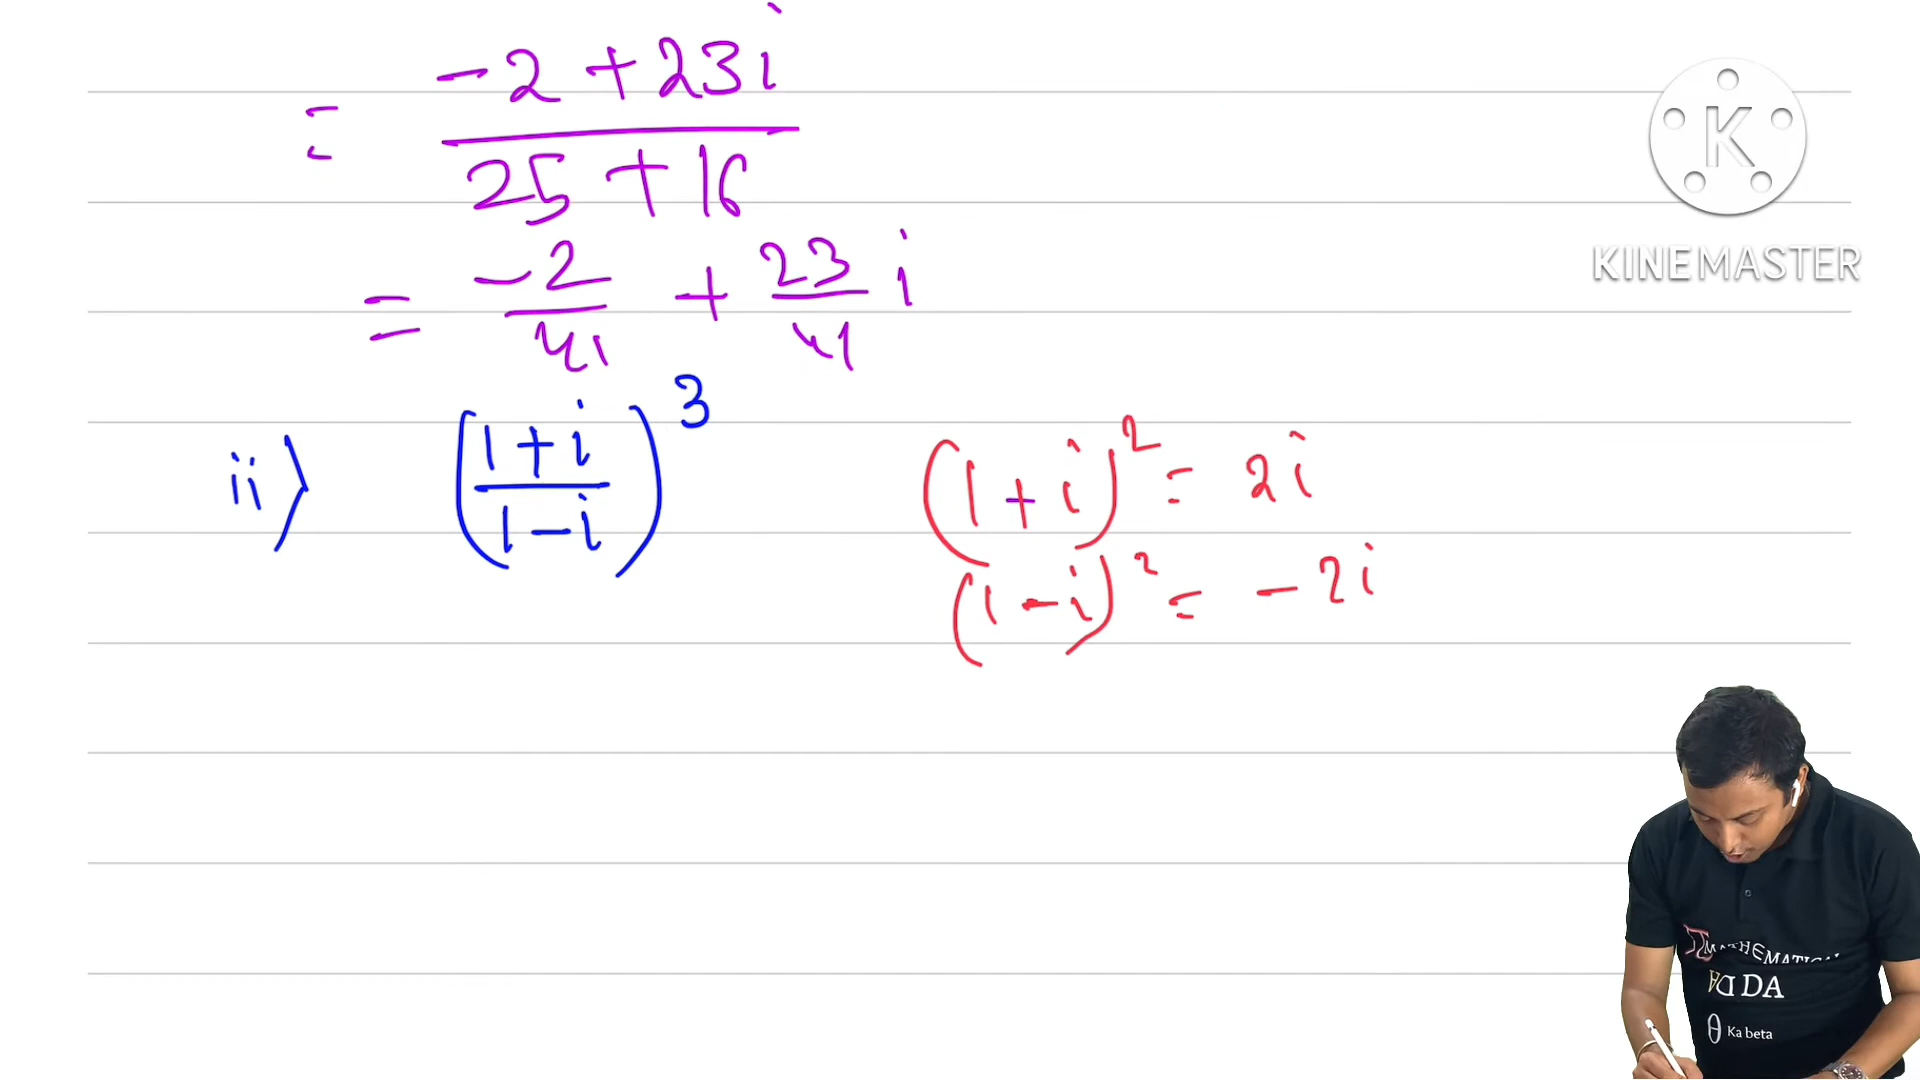 = -2 + 23i / 25 + 16
= -2/41 + 23/41 i
ii) (1+i / 1-i)^3
(1+i)^2 = 2i
(1-i)^2 = -2i
K
KINEMASTER
MATHEMATICAL
ADDA
θ Ka beta